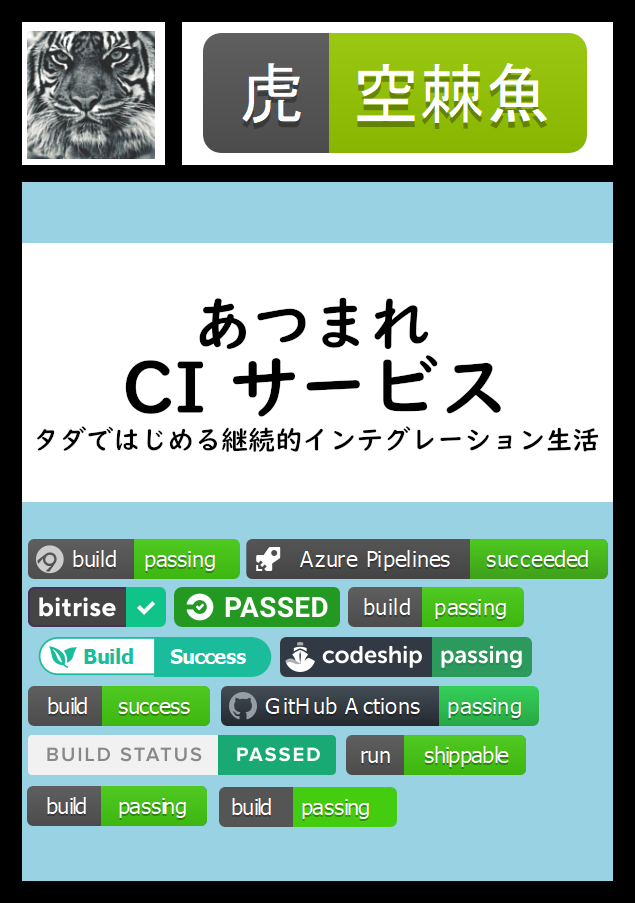 虎 空棘魚
あつまれ
CI サービス
タダではじめる継続的インテグレーション生活
build passing Azure Pipelines succeeded
bitrise PASSED build passing
Build Success codeship passing
build success GitHub Actions passing
BUILD STATUS PASSED run shippable
build passing build passing